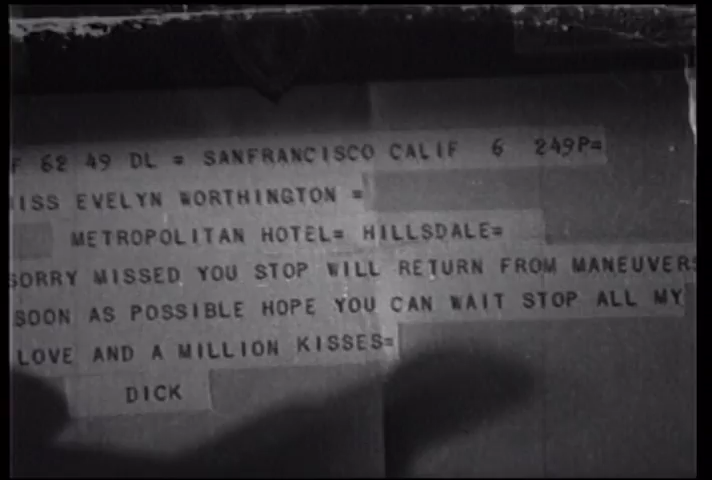 F 62 49 DL = SANFRANCISCO CALIF 6 249P=
ISS EVELYN WORTHINGTON =
METROPOLITAN HOTEL= HILLSDALE=
SORRY MISSED YOU STOP WILL RETURN FROM MANEUVERS
SOON AS POSSIBLE HOPE YOU CAN WAIT STOP ALL MY
LOVE AND A MILLION KISSES=
DICK